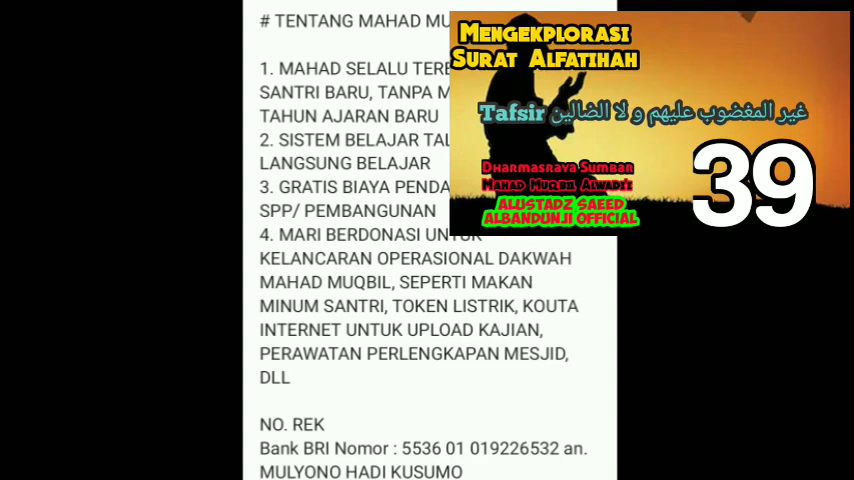 # TENTANG MAHAD
1. MAHAD SELALU
SANTRI BARU, TANPA
TAHUN AJARAN BARU
2. SISTEM BELAJAR
LANGSUNG BELAJAR
3. GRATIS BIAYA
SPP/ PEMBANGUNAN
4. MARI BERDONASI UNTUK
KELANCARAN OPERASIONAL DAKWAH
MAHAD MUQBIL, SEPERTI MAKAN
MINUM SANTRI, TOKEN LISTRIK, KOUTA
INTERNET UNTUK UPLOAD KAJIAN,
PERAWATAN PERLENGKAPAN MESJID,
DLL
NO. REK
Bank BRI Nomor : 5536 01 019226532 an.
MULYONO HADI KUSUMO
MENGEKPLORASI
SURAT ALFATIHAH
Tafsir غير المغضوب عليهم و لا الضالين
Dharmasraya Sumbar
Mahad Muqbil Alwadi'i
ALUSTADZ SAEED
ALBANDUNJI OFFICIAL
39